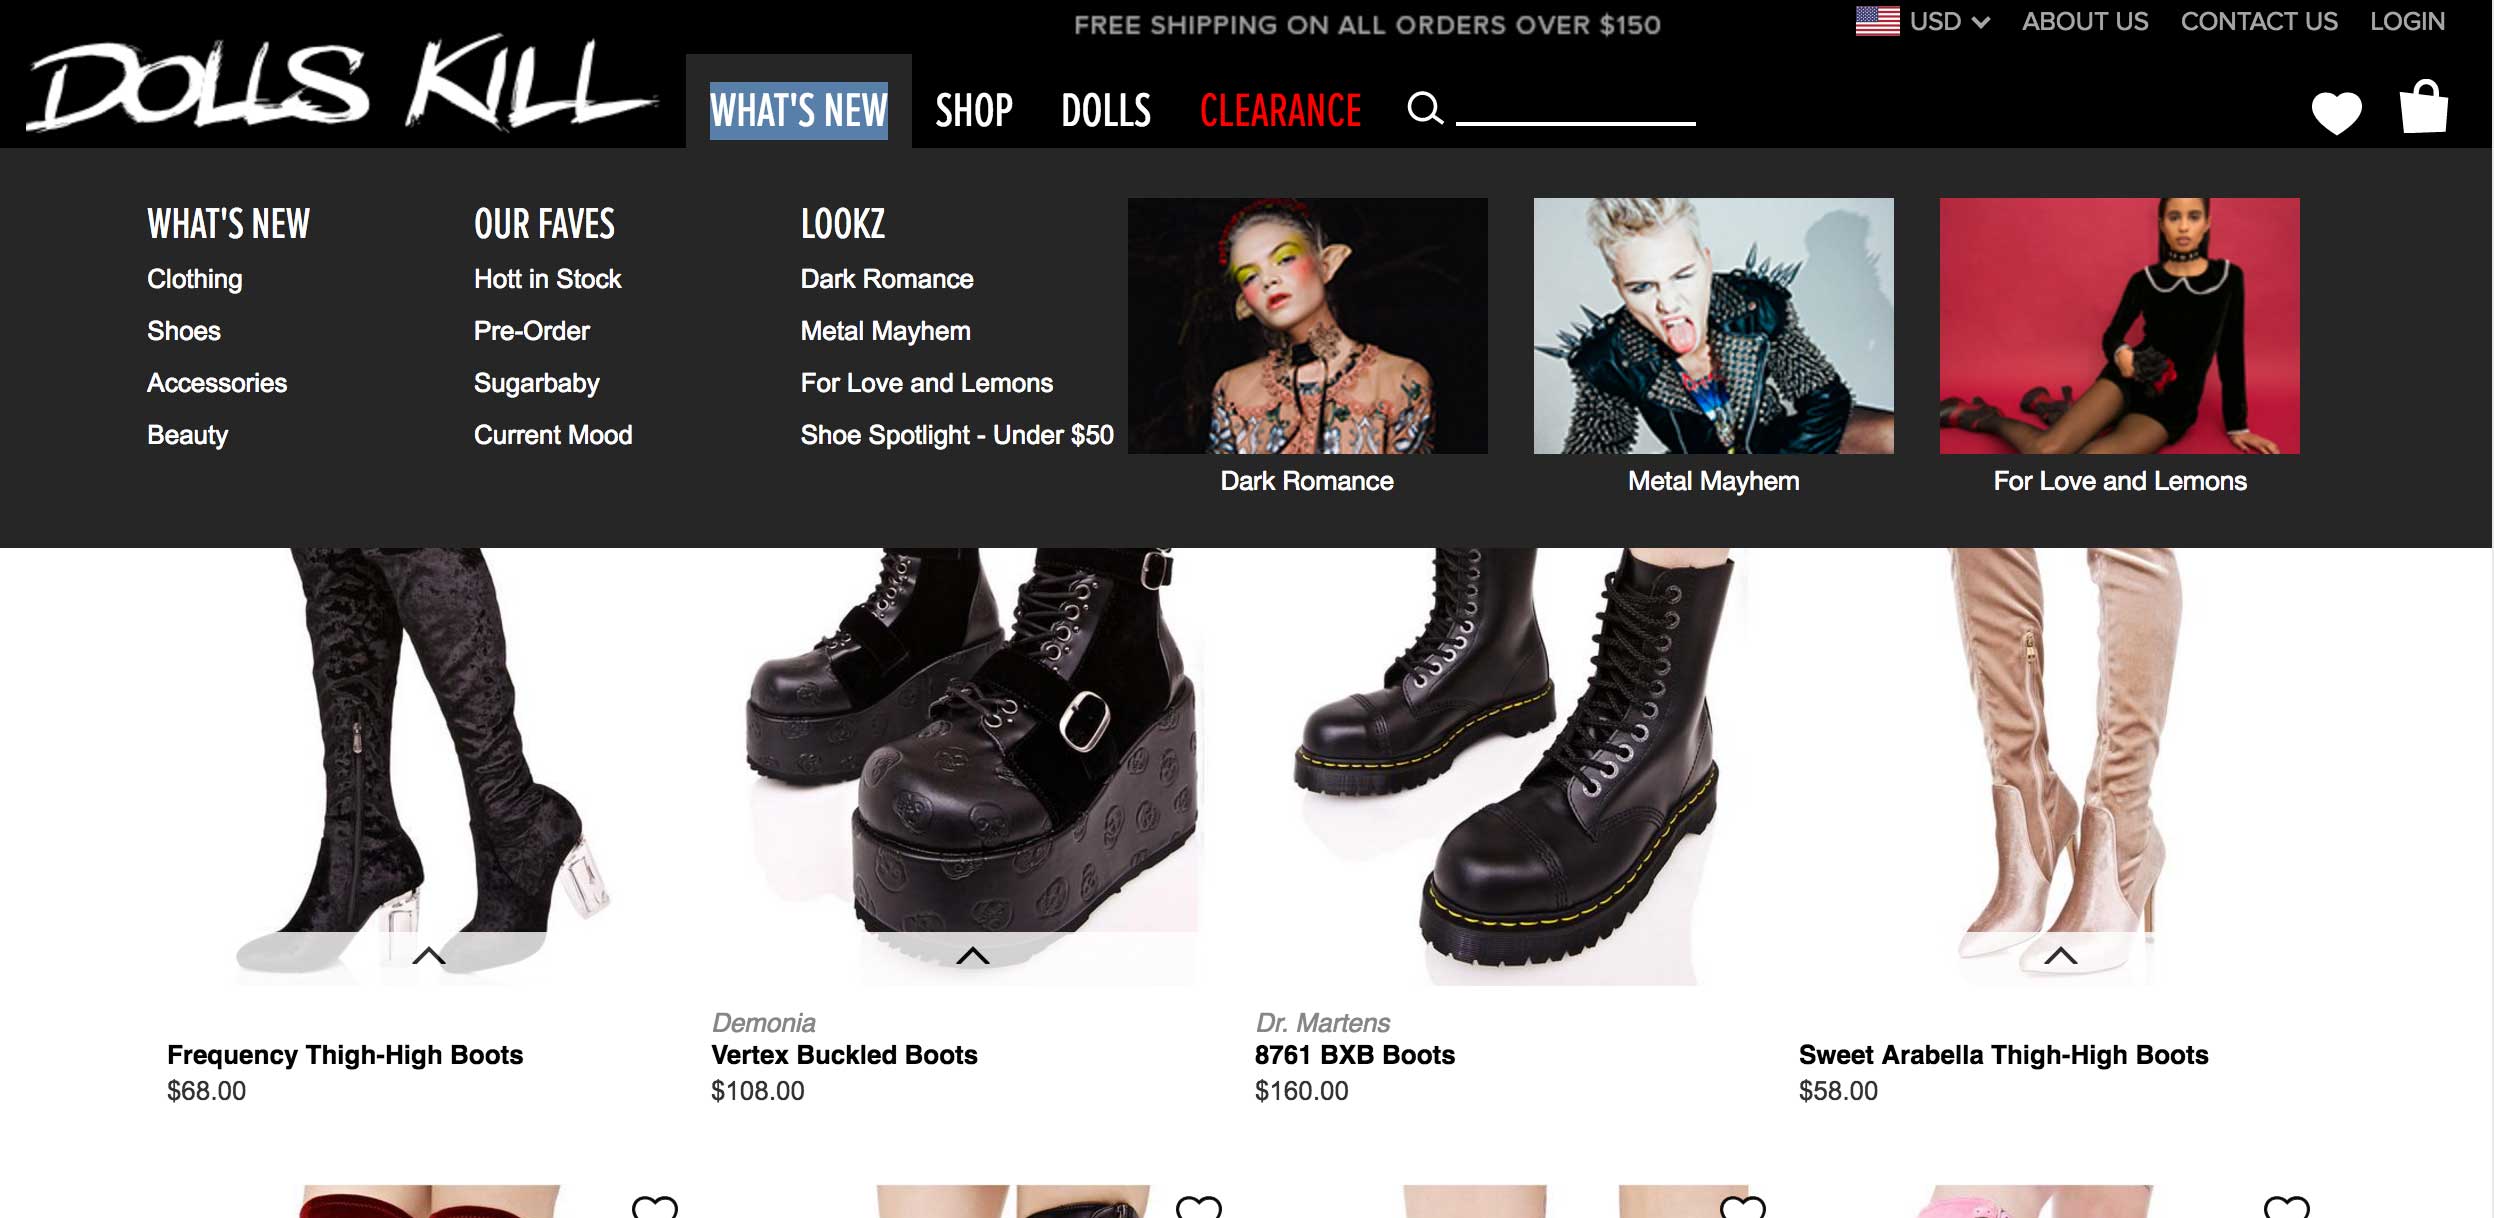 FREE SHIPPING ON ALL ORDERS OVER $150
USD ABOUT US CONTACT US LOGIN
DOLLS KILL
WHAT'S NEW SHOP DOLLS CLEARANCE
WHAT'S NEW
Clothing
Shoes
Accessories
Beauty
OUR FAVES
Hott in Stock
Pre-Order
Sugarbaby
Current Mood
LOOKZ
Dark Romance
Metal Mayhem
For Love and Lemons
Shoe Spotlight - Under $50
Dark Romance
Metal Mayhem
For Love and Lemons
Frequency Thigh-High Boots
$68.00
Demonia
Vertex Buckled Boots
$108.00
Dr. Martens
8761 BXB Boots
$160.00
Sweet Arabella Thigh-High Boots
$58.00